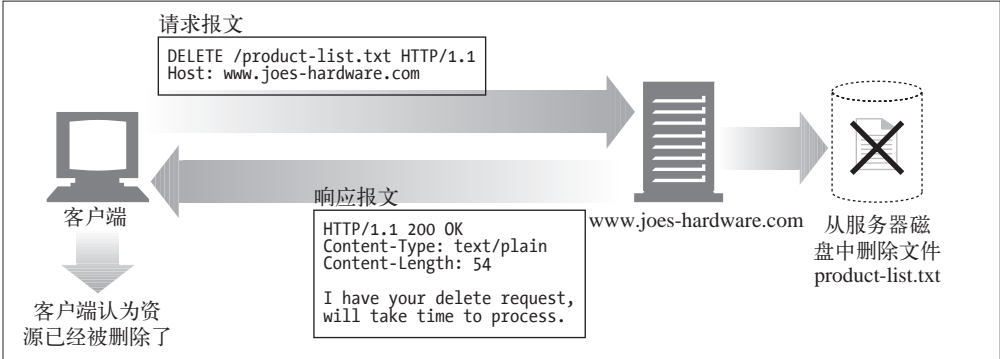 请求报文
DELETE /product-list.txt HTTP/1.1
Host: www.joes-hardware.com
客户端
客户端认为资
源已经被删除了
响应报文
HTTP/1.1 200 OK
Content-Type: text/plain
Content-Length: 54
I have your delete request,
will take time to process.
www.joes-hardware.com
从服务器磁
盘中删除文件
product-list.txt